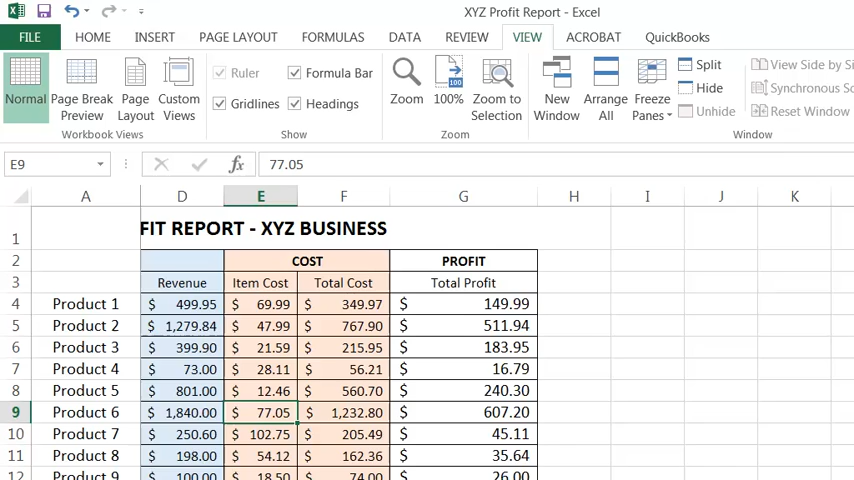 XYZ Profit Report - Excel
FILE HOME INSERT PAGE LAYOUT FORMULAS DATA REVIEW VIEW ACROBAT QuickBooks
Normal Page Break Preview Page Layout Custom Views
Ruler Formula Bar
Gridlines Headings
Zoom 100% Zoom to Selection
New Window Arrange All Freeze Panes
Split
Hide
Unhide
View Side by Si
Synchronous Sc
Reset Window
Workbook Views Show Zoom Window
E9 fx 77.05
A D E F G H I J K
1 FIT REPORT - XYZ BUSINESS
2 COST PROFIT
3 Revenue Item Cost Total Cost Total Profit
4 Product 1 $ 499.95 $ 69.99 $ 349.97 $ 149.99
5 Product 2 $ 1,279.84 $ 47.99 $ 767.90 $ 511.94
6 Product 3 $ 399.90 $ 21.59 $ 215.95 $ 183.95
7 Product 4 $ 73.00 $ 28.11 $ 56.21 $ 16.79
8 Product 5 $ 801.00 $ 12.46 $ 560.70 $ 240.30
9 Product 6 $ 1,840.00 $ 77.05 $ 1,232.80 $ 607.20
10 Product 7 $ 250.60 $ 102.75 $ 205.49 $ 45.11
11 Product 8 $ 198.00 $ 54.12 $ 162.36 $ 35.64
12 Product 9 $ 100.00 $ 18.50 $ 74.00 $ 26.00